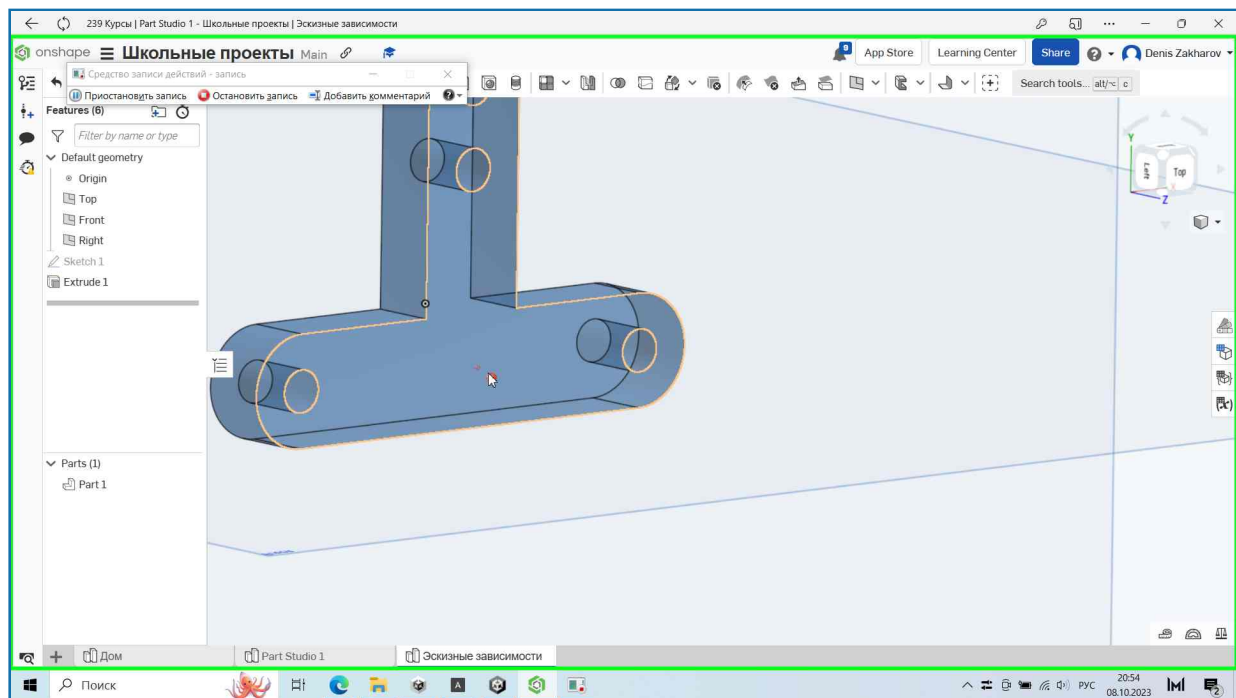 239 Курсы | Part Studio 1 - Школьные проекты | Эскизные зависимости
onshape Школьные проекты Main
9 App Store Learning Center Share Denis Zakharov
Средство записи действий - запись
Приостановить запись Остановить запись Добавить комментарий
Search tools... alt/⌥ c
Features (6)
Filter by name or type
Default geometry
Origin
Top
Front
Right
Sketch 1
Extrude 1
Parts (1)
Part 1
Y
Left Top
X
Z
(x)
Дом Part Studio 1 Эскизные зависимости
Поиск
A
РУС 20:54
08.10.2023
2